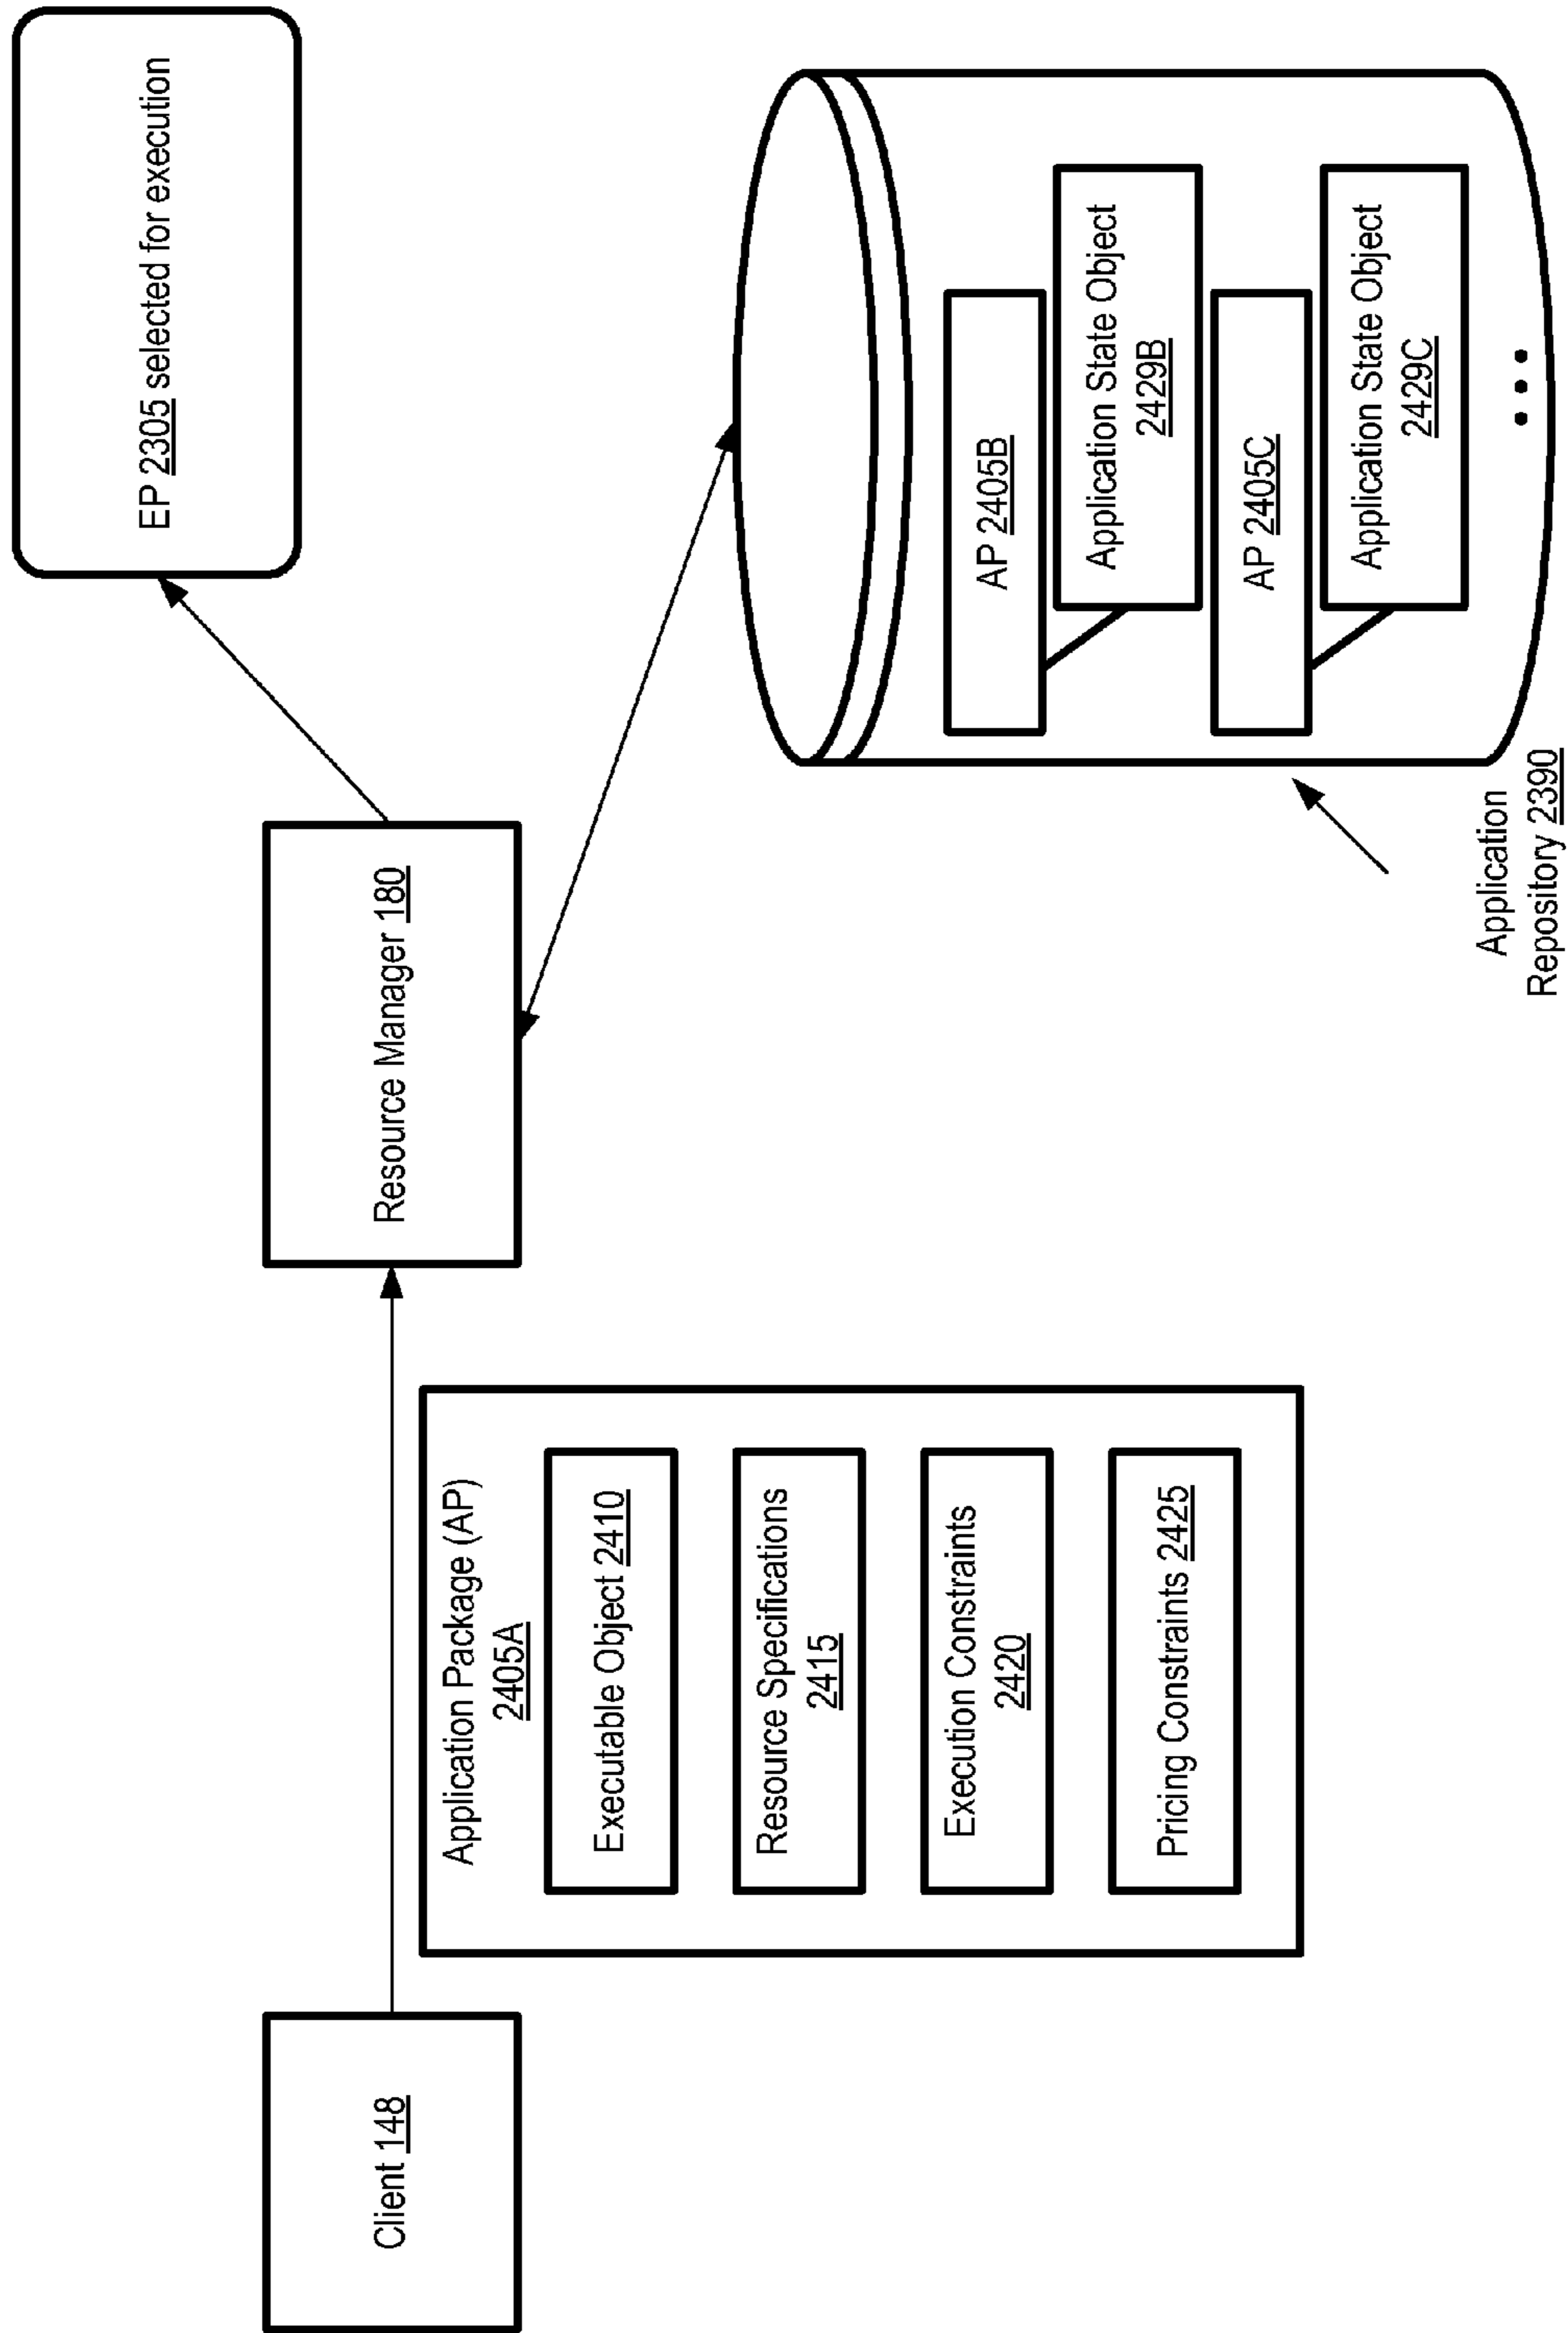 Client 148
Application Package (AP)
2405A
Executable Object 2410
Resource Specifications
2415
Execution Constraints
2420
Pricing Constraints 2425
Resource Manager 180
EP 2305 selected for execution
AP 2405B
Application State Object
2429B
AP 2405C
Application State Object
2429C
...
Application
Repository 2390